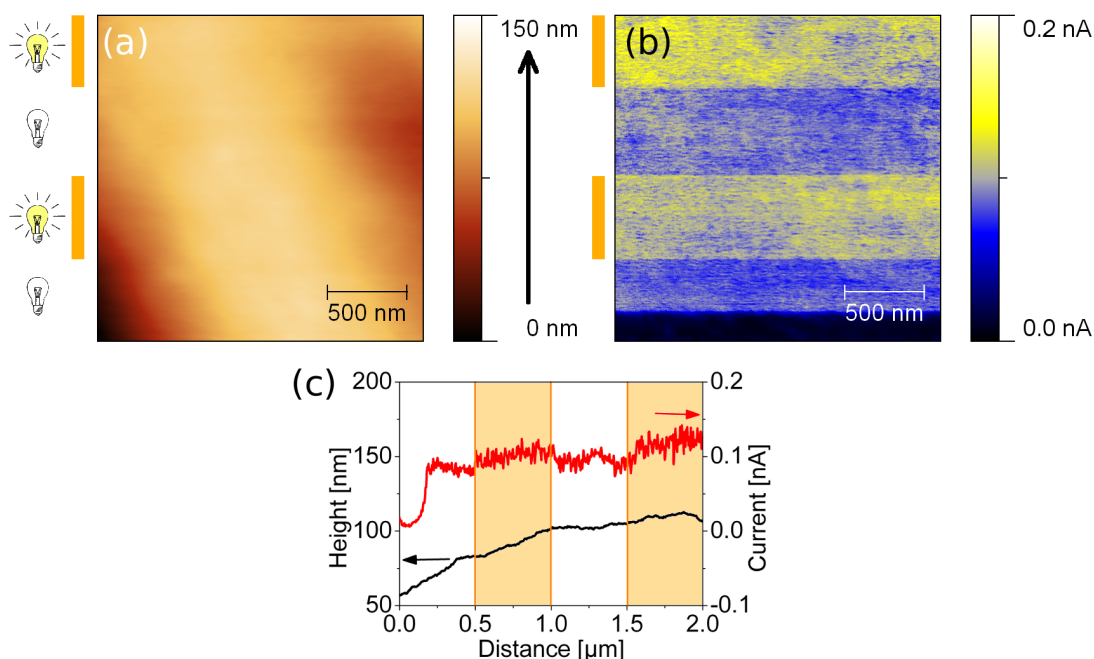 (a)
150 nm
0 nm
500 nm
(b)
0.2 nA
0.0 nA
500 nm
(c)
200
150
100
50
Height [nm]
0.2
0.1
0.0
-0.1
Current [nA]
0.0 0.5 1.0 1.5 2.0
Distance [µm]